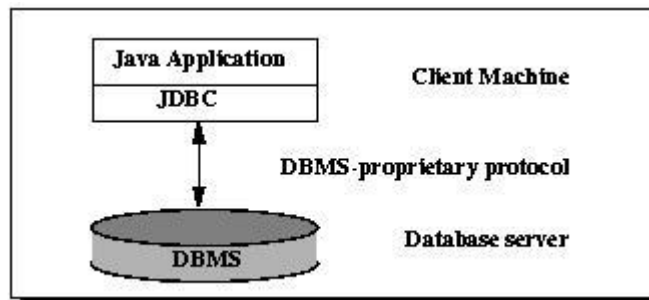 Java Application
JDBC
Client Machine
DBMS-proprietary protocol
DBMS
Database server